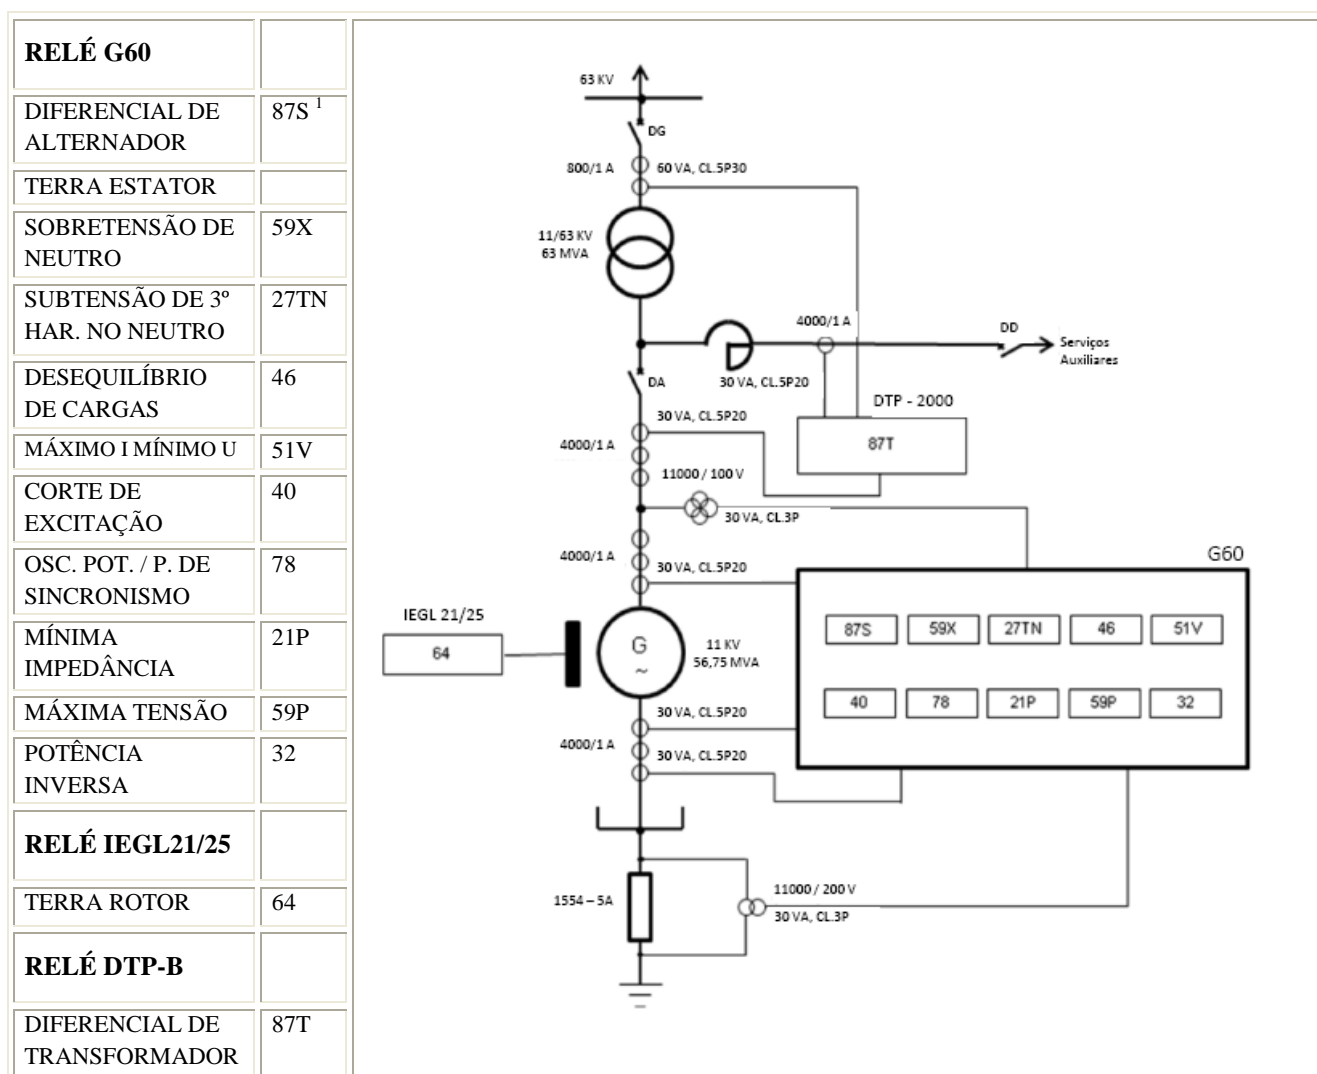 RELÉ G60
DIFERENCIAL DE
ALTERNADOR
87S 1
TERRA ESTATOR
SOBRETENSÃO DE
NEUTRO
59X
SUBTENSÃO DE 3º
HAR. NO NEUTRO
27TN
DESEQUILÍBRIO
DE CARGAS
46
MÁXIMO I MÍNIMO U
51V
CORTE DE
EXCITAÇÃO
40
OSC. POT. / P. DE
SINCRONISMO
78
MÍNIMA
IMPEDÂNCIA
21P
MÁXIMA TENSÃO
59P
POTÊNCIA
INVERSA
32
RELÉ IEGL21/25
TERRA ROTOR
64
RELÉ DTP-B
DIFERENCIAL DE
TRANSFORMADOR
87T
63 KV
DG
800/1 A
60 VA, CL.5P30
11/63 KV
63 MVA
4000/1 A
DD
Serviços
Auxiliares
30 VA, CL.5P20
DA
DTP - 2000
87T
30 VA, CL.5P20
4000/1 A
11000 / 100 V
30 VA, CL.3P
4000/1 A
30 VA, CL.5P20
G60
IEGL 21/25
64
G
~
11 KV
56,75 MVA
87S
59X
27TN
46
51V
40
78
21P
59P
32
30 VA, CL.5P20
4000/1 A
30 VA, CL.5P20
1554 – 5A
11000 / 200 V
30 VA, CL.3P